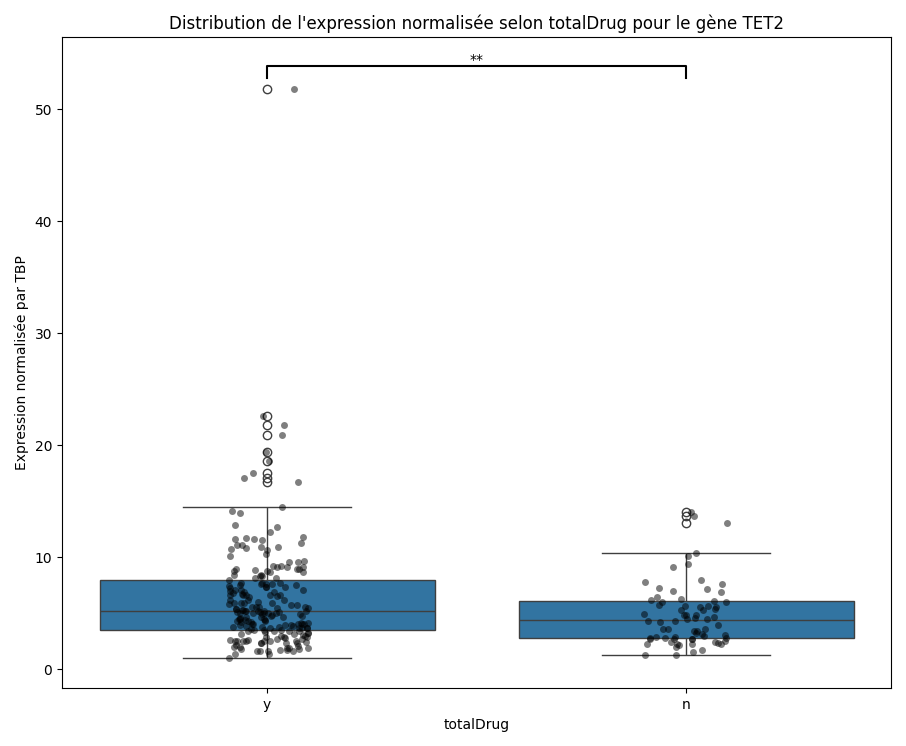 Distribution de l'expression normalisée selon totalDrug pour le gène TET2
**
Expression normalisée par TBP
50
40
30
20
10
0
y
n
totalDrug